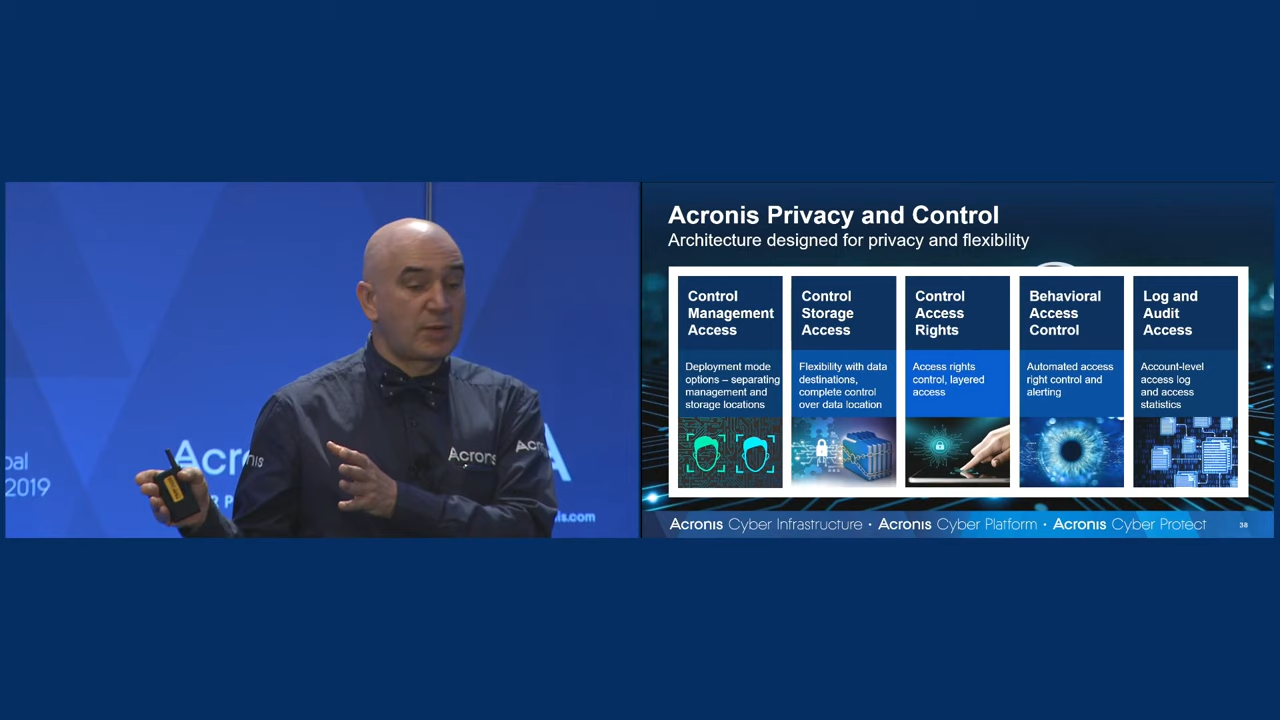 Acronis
Acronis
bal
2019
Acronis
A
R P
is.com
Acronis Privacy and Control
Architecture designed for privacy and flexibility
Control
Management
Access
Deployment mode
options – separating
management and
storage locations
Control
Storage
Access
Flexibility with data
destinations,
complete control
over data location
Control
Access
Rights
Access rights
control, layered
access
Behavioral
Access
Control
Automated access
right control and
alerting
Log and
Audit
Access
Account-level
access log
and access
statistics
Acronis Cyber Infrastructure · Acronis Cyber Platform · Acronis Cyber Protect
38